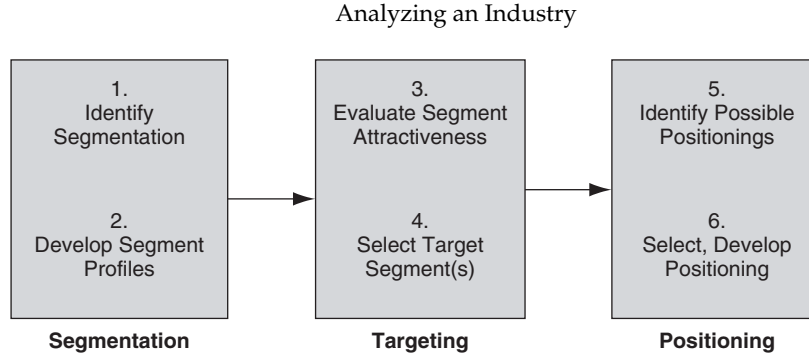 Analyzing an Industry
1.
Identify
Segmentation
2.
Develop Segment
Profiles
Segmentation
3.
Evaluate Segment
Attractiveness
4.
Select Target
Segment(s)
Targeting
5.
Identify Possible
Positionings
6.
Select, Develop
Positioning
Positioning